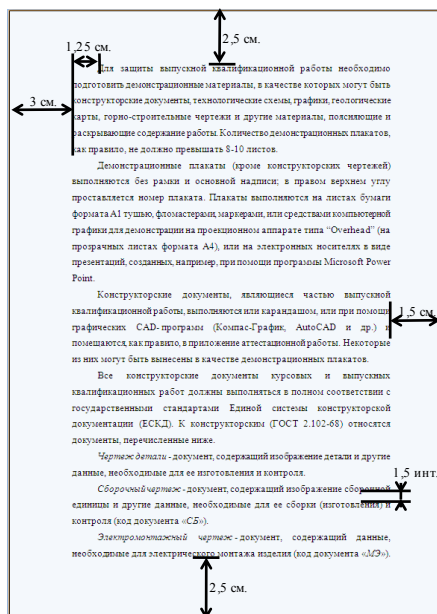 2,5 см.
1,25 см.
3 см.
Для защиты выпускной квалификационной работы необходимо
подготовить демонстрационные материалы, в качестве которых могут быть
конструкторские документы, технологические схемы, графики, геологические
карты, горно-строительные чертежи и другие материалы, поясняющие и
раскрывающие содержание работы. Количество демонстрационных плакатов,
как правило, не должно превышать 8-10 листов.
Демонстрационные плакаты (кроме конструкторских чертежей)
выполняются без рамки и основной надписи; в правом верхнем углу
проставляется номер плаката. Плакаты выполняются на листах бумаги
формата А1 тушью, фломастерами, маркерами, или средствами компьютерной
графики для демонстрации на проекционном аппарате типа “Overhead” (на
прозрачных листах формата А4), или на электронных носителях в виде
презентаций, созданных, например, при помощи программы Microsoft Power
Point.
Конструкторские документы, являющиеся частью выпускной
квалификационной работы, выполняются или карандашом, или при помощи
графических CAD-программ (Компас-График, AutoCAD и др.) и
помещаются, как правило, в приложение аттестационной работы. Некоторые
из них могут быть вынесены в качестве демонстрационных плакатов.
1,5 см.
Все конструкторские документы курсовых и выпускных
квалификационных работ должны выполняться в полном соответствии с
государственными стандартами Единой системы конструкторской
документации (ЕСКД). К конструкторским (ГОСТ 2.102-68) относятся
документы, перечисленные ниже.
Чертеж детали - документ, содержащий изображение детали и другие
данные, необходимые для ее изготовления и контроля.
1,5 инт.
Сборочный чертеж - документ, содержащий изображение сборочной
единицы и другие данные, необходимые для ее сборки (изготовления) и
контроля (код документа «СБ»).
Электромонтажный чертеж - документ, содержащий данные,
необходимые для электрического монтажа изделия (код документа «МЭ»).
2,5 см.